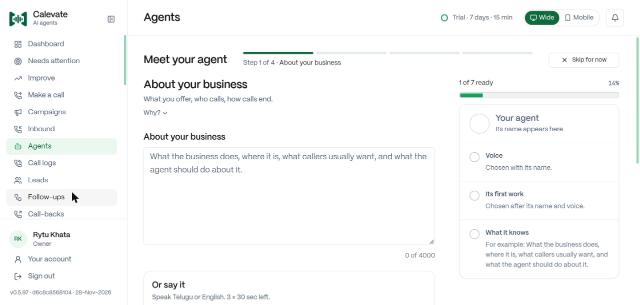 Calevate
AI agents
Dashboard
Needs attention
Improve
Make a call
Campaigns
Inbound
Agents
Call logs
Leads
Follow-ups
Call-backs
RK
Rytu Khata
Owner
Your account
Sign out
v0.5.97 · d6c8c8568104 · 28-Nov-2026
Agents
Trial · 7 days · 15 min
Wide
Mobile
Meet your agent
Step 1 of 4 · About your business
Skip for now
About your business
What you offer, who calls, how calls end.
Why?
About your business
What the business does, where it is, what callers usually want, and what the
agent should do about it.
0 of 4000
Or say it
Speak Telugu or English. 3 × 30 sec left.
1 of 7 ready
14%
Your agent
Its name appears here
Voice
Chosen with its name.
Its first work
Chosen after its name and voice.
What it knows
For example: What the business does,
where it is, what callers usually want, and
what the agent should do about it.